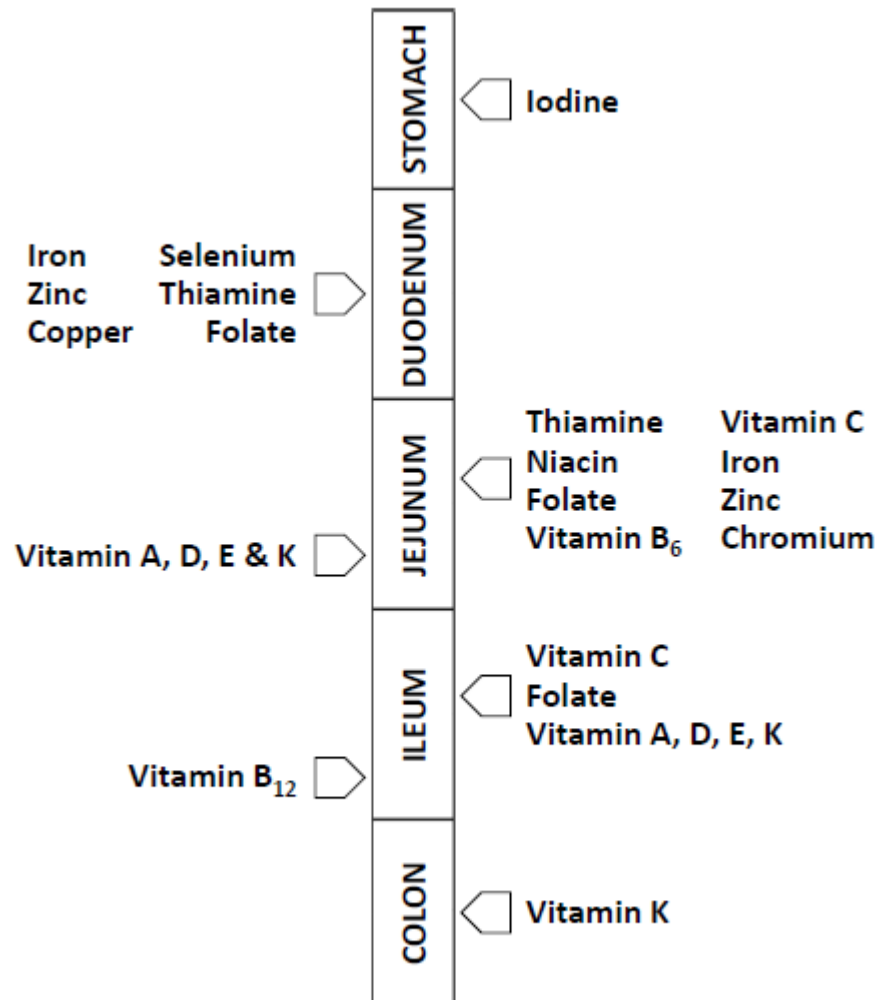 STOMACH
Iodine
DUODENUM
Iron Selenium
Zinc Thiamine
Copper Folate
JEJUNUM
Thiamine Vitamin C
Niacin Iron
Folate Zinc
Vitamin B₆ Chromium
Vitamin A, D, E & K
ILEUM
Vitamin C
Folate
Vitamin A, D, E, K
Vitamin B₁₂
COLON
Vitamin K